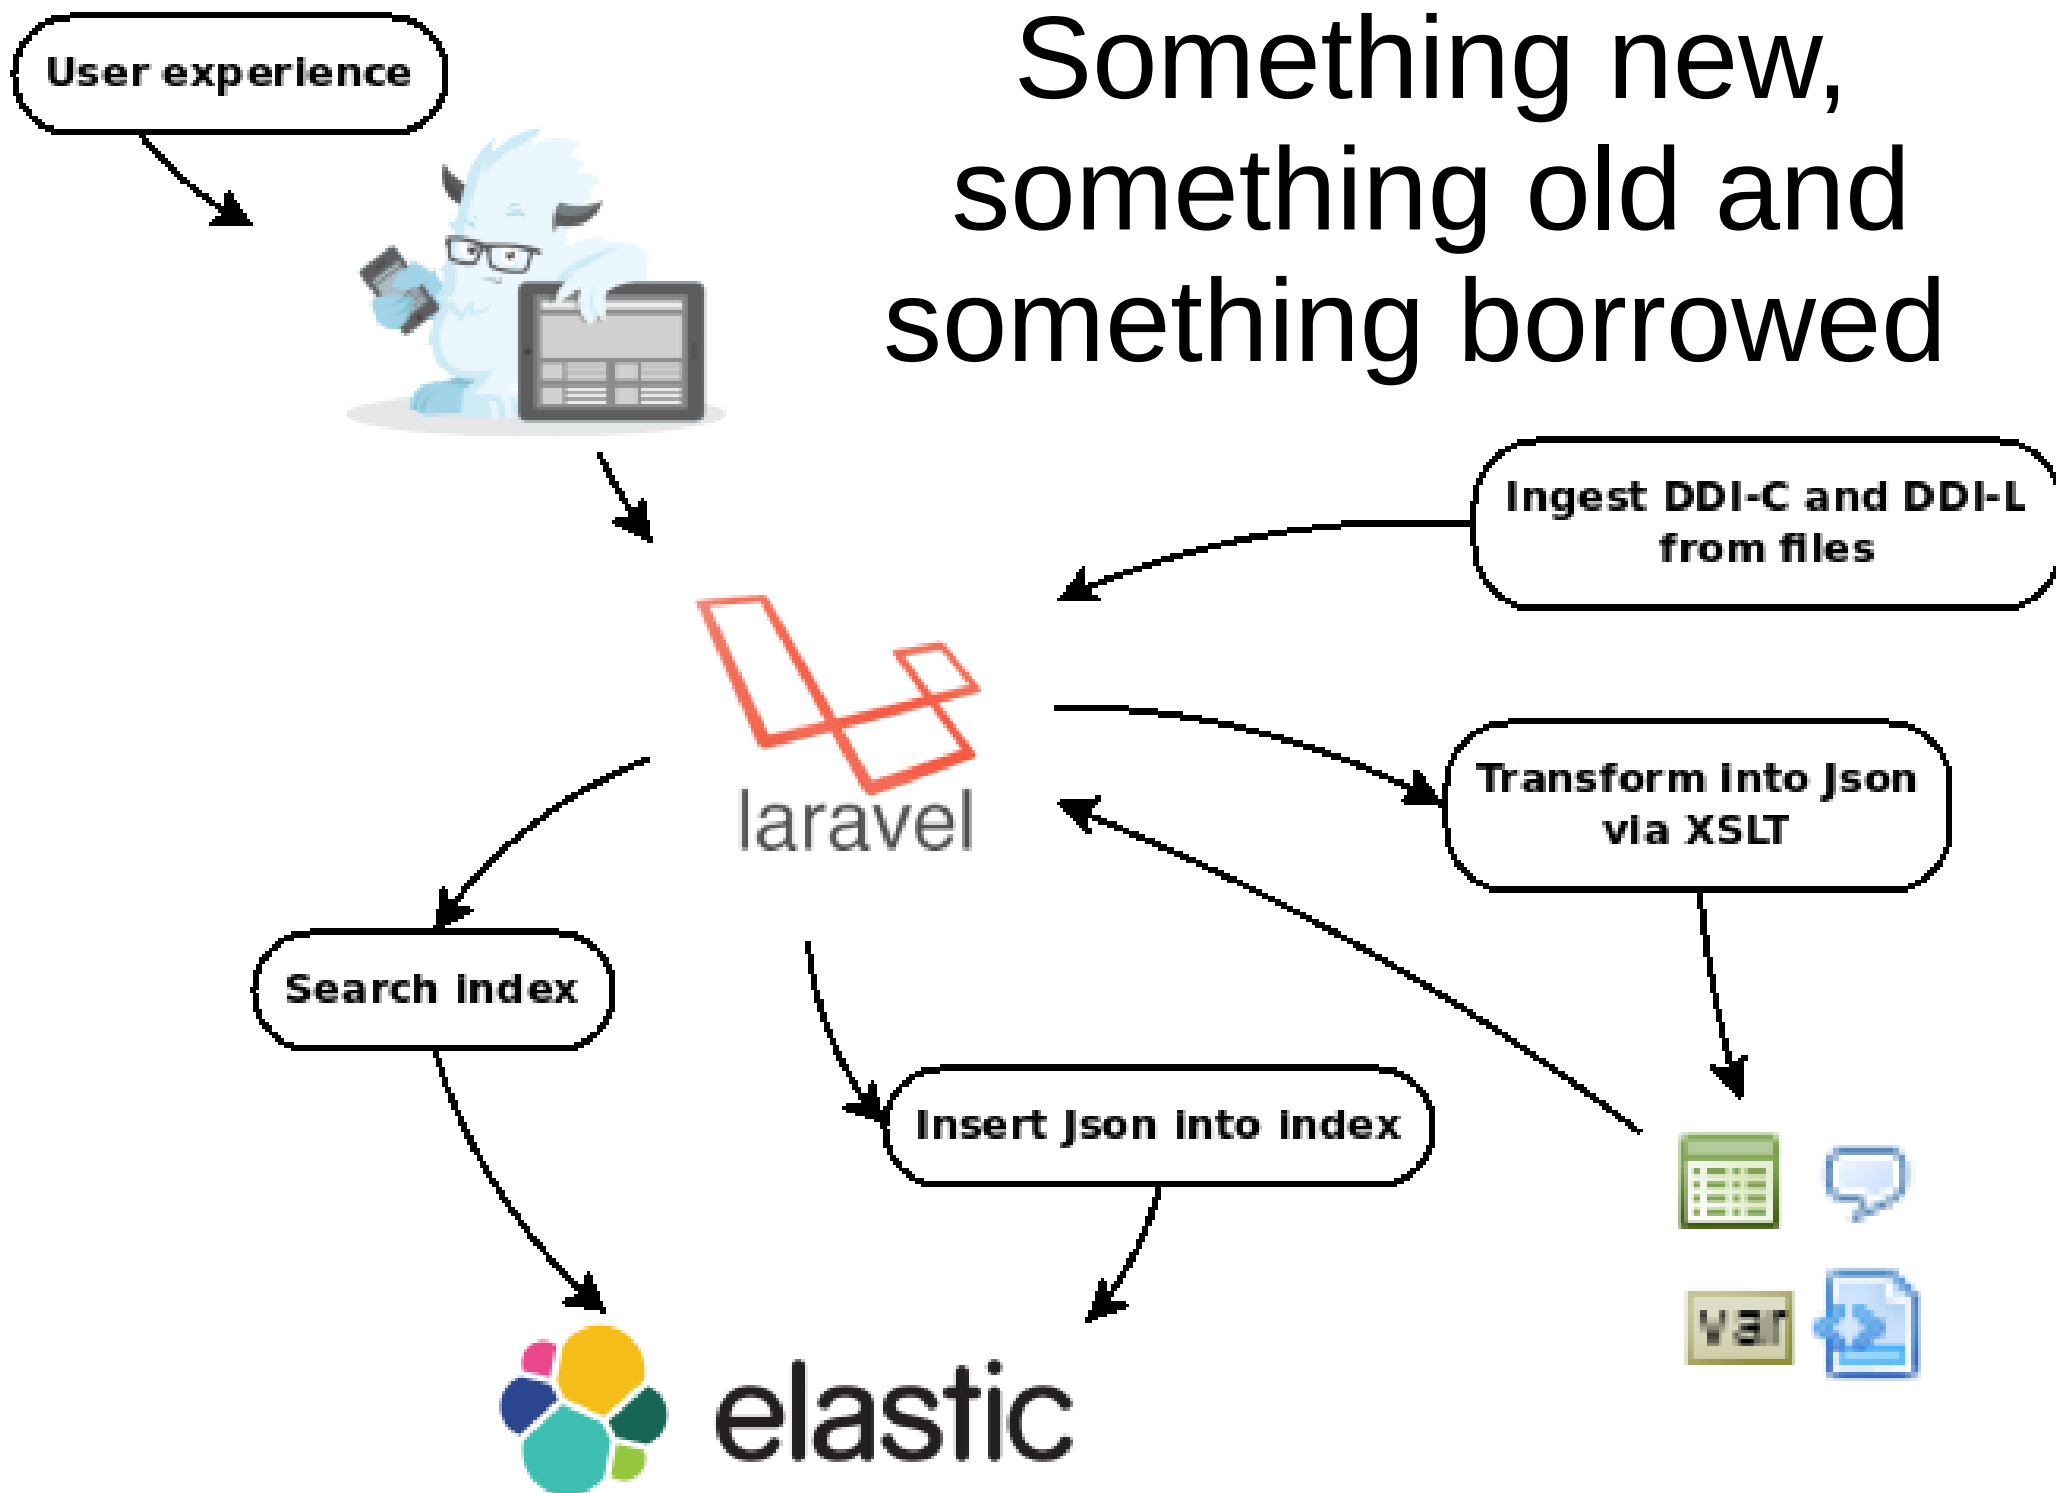 User experience
Something new,
something old and
something borrowed
Ingest DDI-C and DDI-L
from files
laravel
Transform into Json
via XSLT
Search index
Insert Json into index
var
elastic